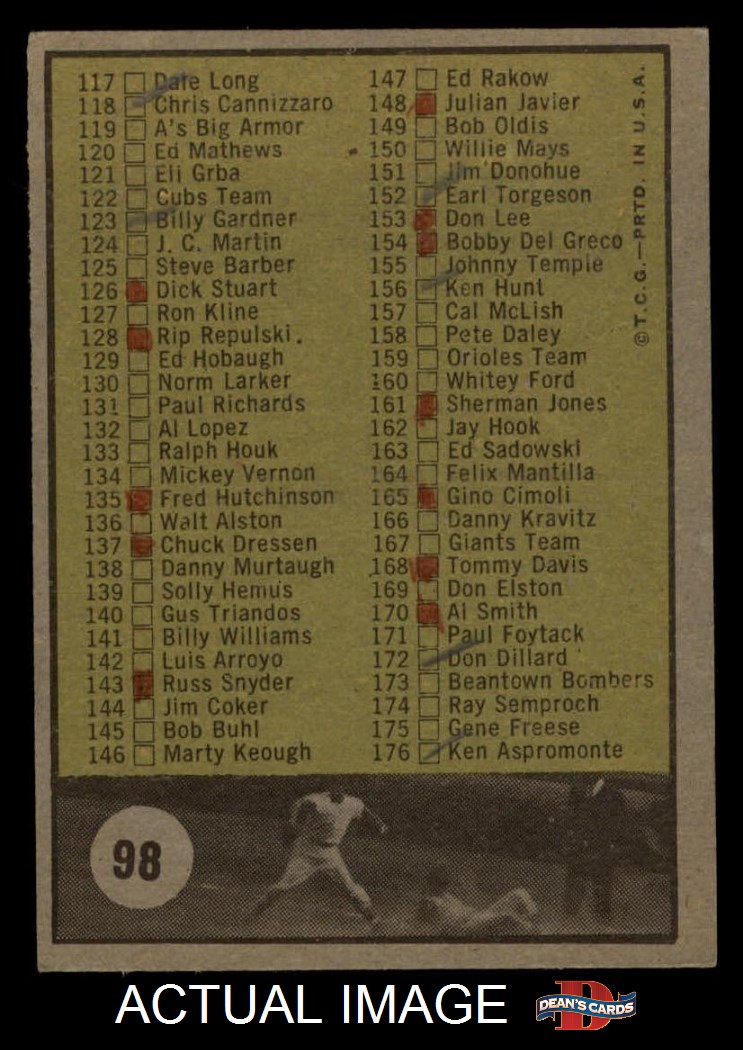 117 Dale Long
118 Chris Cannizzaro
119 A's Big Armor
120 Ed Mathews
121 Eli Grba
122 Cubs Team
123 Billy Gardner
124 J. C. Martin
125 Steve Barber
126 Dick Stuart
127 Ron Kline
128 Rip Repulski
129 Ed Hobaugh
130 Norm Larker
131 Paul Richards
132 Al Lopez
133 Ralph Houk
134 Mickey Vernon
135 Fred Hutchinson
136 Walt Alston
137 Chuck Dressen
138 Danny Murtaugh
139 Solly Hemus
140 Gus Triandos
141 Billy Williams
142 Luis Arroyo
143 Russ Snyder
144 Jim Coker
145 Bob Buhl
146 Marty Keough
147 Ed Rakow
148 Julian Javier
149 Bob Oldis
150 Willie Mays
151 Jim Donohue
152 Earl Torgeson
153 Don Lee
154 Bobby Del Greco
155 Johnny Temple
156 Ken Hunt
157 Cal McLish
158 Pete Daley
159 Orioles Team
160 Whitey Ford
161 Sherman Jones
162 Jay Hook
163 Ed Sadowski
164 Felix Mantilla
165 Gino Cimoli
166 Danny Kravitz
167 Giants Team
168 Tommy Davis
169 Don Elston
170 Al Smith
171 Paul Foytack
172 Don Dillard
173 Beantown Bombers
174 Ray Semproch
175 Gene Freese
176 Ken Aspromonte
©T.C.G.—PRTD. IN U.S.A.
98
ACTUAL IMAGE
D
DEAN'S CARDS